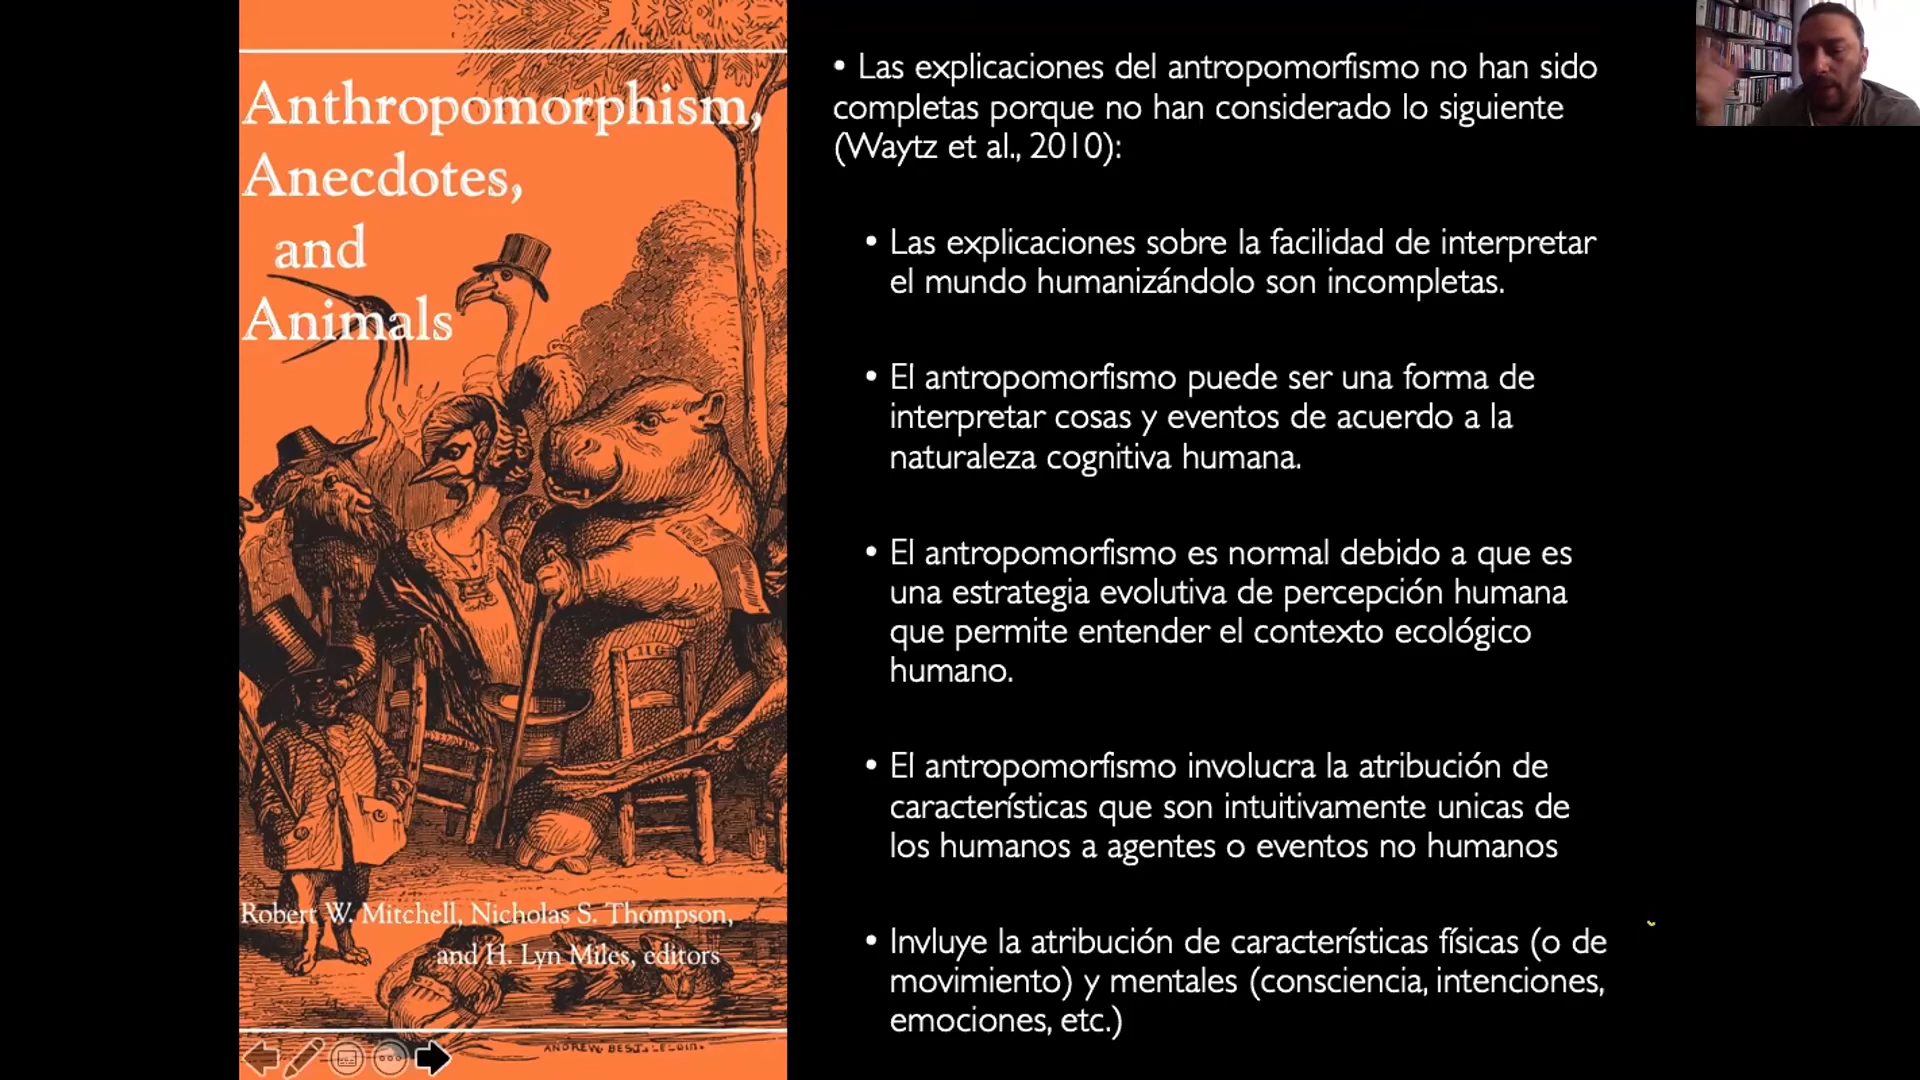 Anthropomorphism,
Anecdotes,
and
Animals
Robert W. Mitchell, Nicholas S. Thompson,
and H. Lyn Miles, editors
• Las explicaciones del antropomorfismo no han sido
completas porque no han considerado lo siguiente
(Waytz et al., 2010):
• Las explicaciones sobre la facilidad de interpretar
el mundo humanizándolo son incompletas.
• El antropomorfismo puede ser una forma de
interpretar cosas y eventos de acuerdo a la
naturaleza cognitiva humana.
• El antropomorfismo es normal debido a que es
una estrategia evolutiva de percepción humana
que permite entender el contexto ecológico
humano.
• El antropomorfismo involucra la atribución de
características que son intuitivamente unicas de
los humanos a agentes o eventos no humanos
• Invluye la atribución de características físicas (o de
movimiento) y mentales (consciencia, intenciones,
emociones, etc.)